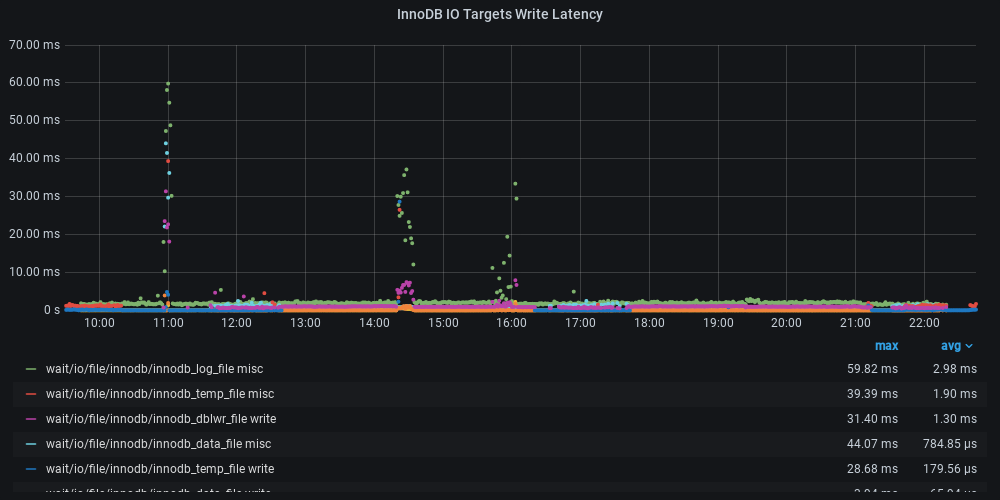 InnoDB IO Targets Write Latency
70.00 ms
60.00 ms
50.00 ms
40.00 ms
30.00 ms
20.00 ms
10.00 ms
0 s
10:00 11:00 12:00 13:00 14:00 15:00 16:00 17:00 18:00 19:00 20:00 21:00 22:00
max avg
wait/io/file/innodb/innodb_log_file misc 59.82 ms 2.98 ms
wait/io/file/innodb/innodb_temp_file misc 39.39 ms 1.90 ms
wait/io/file/innodb/innodb_dblwr_file write 31.40 ms 1.30 ms
wait/io/file/innodb/innodb_data_file misc 44.07 ms 784.85 µs
wait/io/file/innodb/innodb_temp_file write 28.68 ms 179.56 µs
wait/io/file/innodb/innodb_data_file write